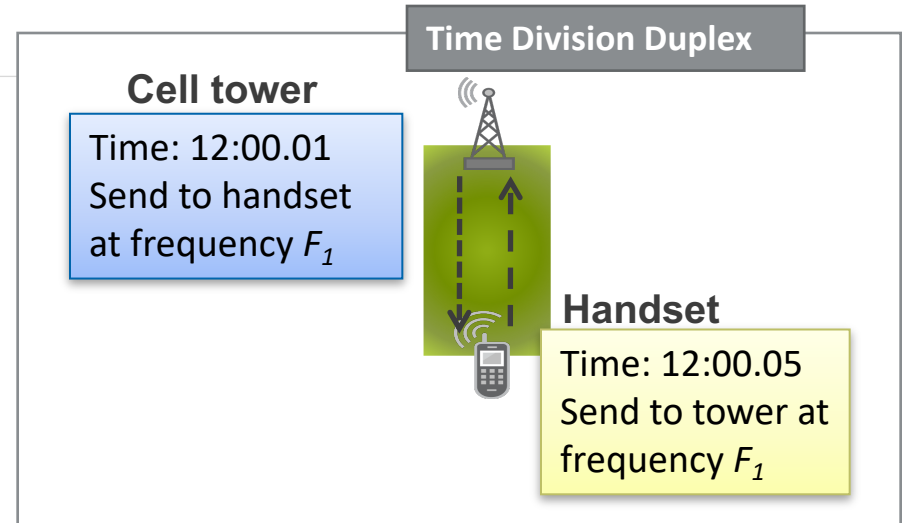 Time Division Duplex
Cell tower
Time: 12:00.01
Send to handset
at frequency F₁
Handset
Time: 12:00.05
Send to tower at
frequency F₁